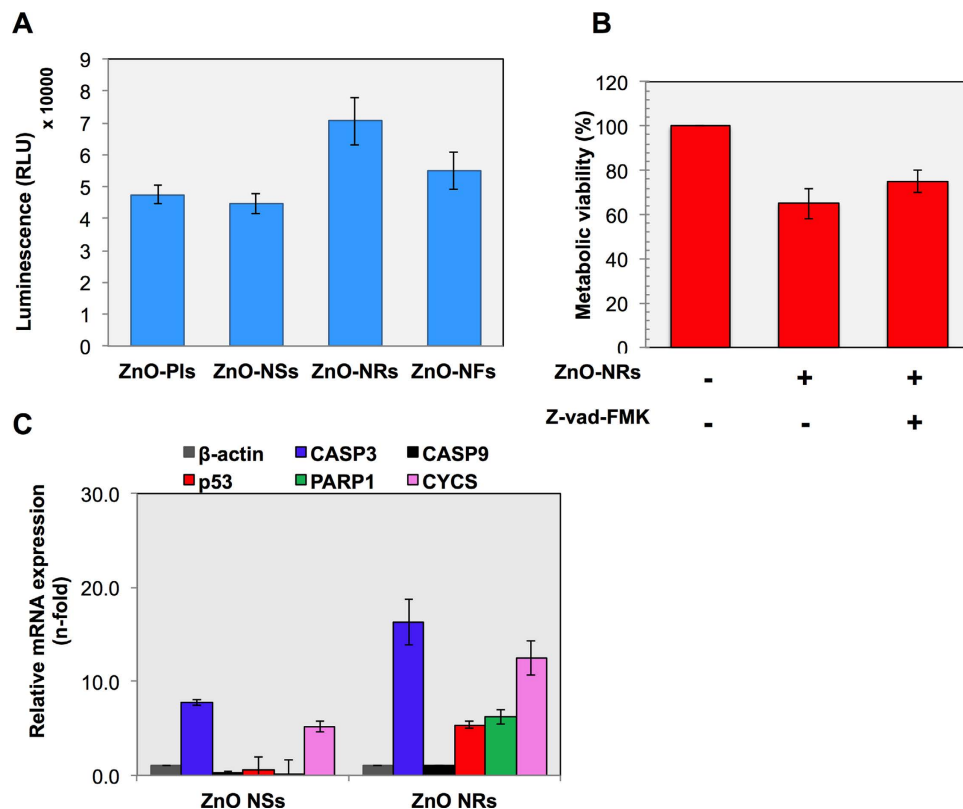 A
Luminescence (RLU)
x 10000
9
8
7
6
5
4
3
2
1
0
ZnO-PIs ZnO-NSs ZnO-NRs ZnO-NFs
B
Metabolic viability (%)
120
100
80
60
40
20
0
ZnO-NRs - + +
Z-vad-FMK - - +
C
β-actin CASP3 CASP9
p53 PARP1 CYCS
Relative mRNA expression
(n-fold)
30.0
20.0
10.0
0.0
ZnO NSs ZnO NRs